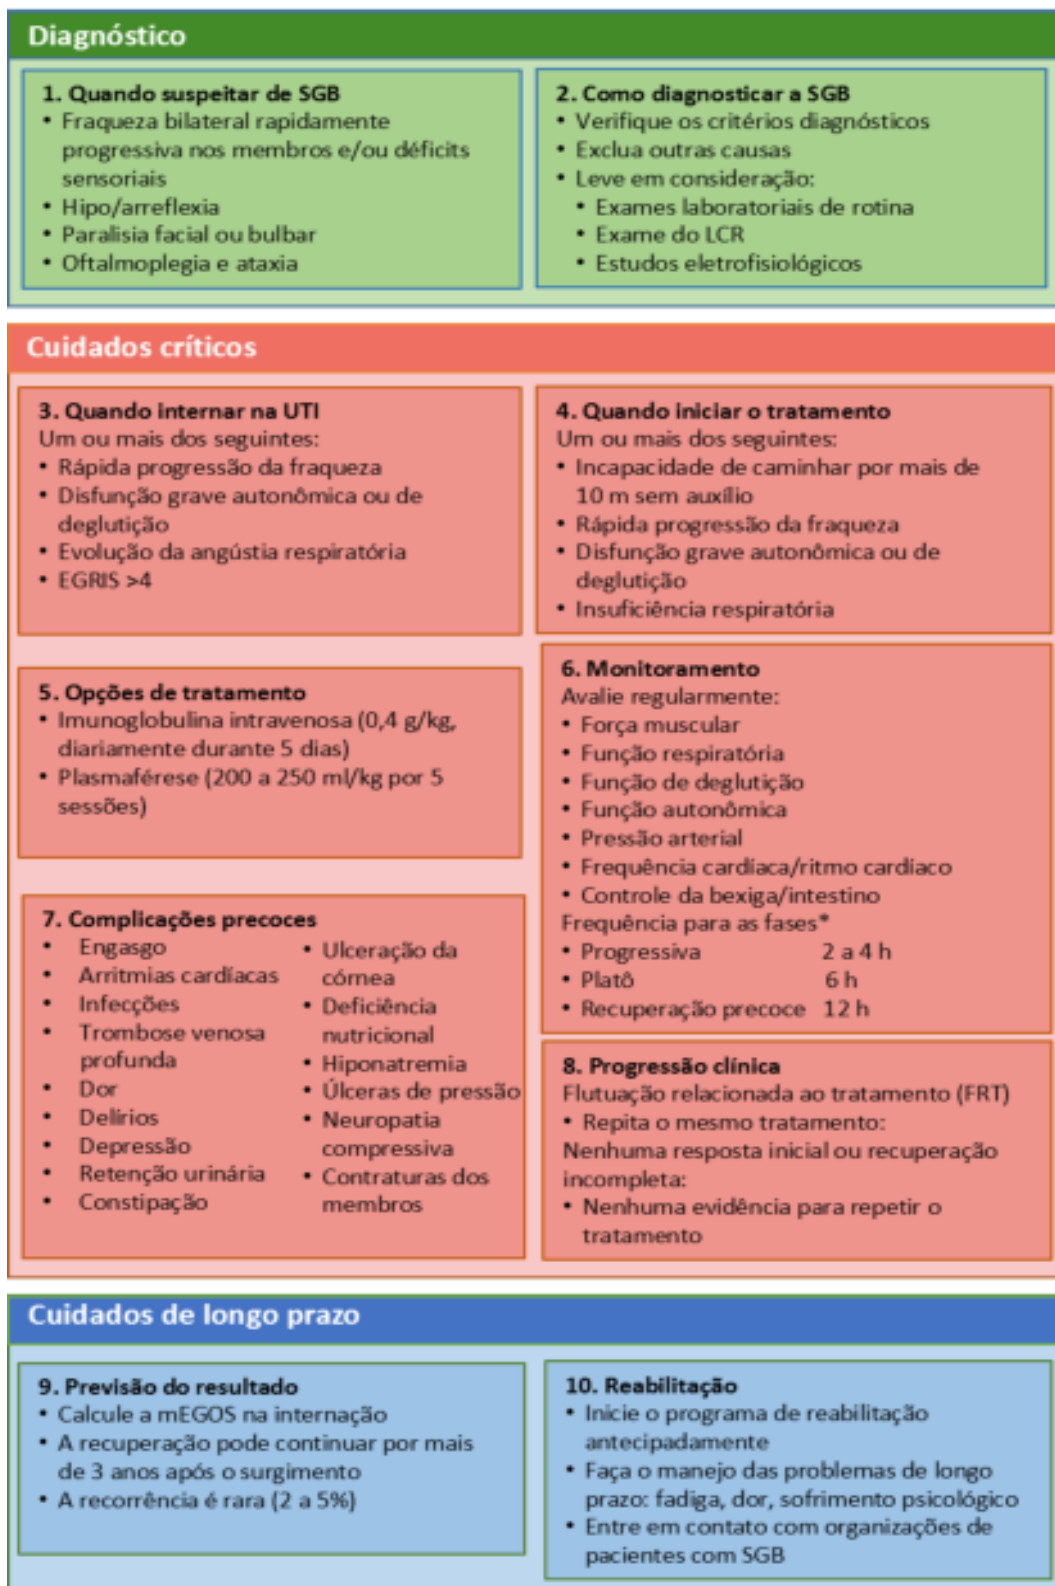 Diagnóstico
1. Quando suspeitar de SGB
• Fraqueza bilateral rapidamente
progressiva nos membros e/ou déficits
sensoriais
• Hipo/arreflexia
• Paralisia facial ou bulbar
• Oftalmoplegia e ataxia
2. Como diagnosticar a SGB
• Verifique os critérios diagnósticos
• Exclua outras causas
• Leve em consideração:
• Exames laboratoriais de rotina
• Exame do LCR
• Estudos eletrofisiológicos
Cuidados críticos
3. Quando internar na UTI
Um ou mais dos seguintes:
• Rápida progressão da fraqueza
• Disfunção grave autonômica ou de
deglutição
• Evolução da angústia respiratória
• EGRIS >4
4. Quando iniciar o tratamento
Um ou mais dos seguintes:
• Incapacidade de caminhar por mais de
10 m sem auxílio
• Rápida progressão da fraqueza
• Disfunção grave autonômica ou de
deglutição
• Insuficiência respiratória
5. Opções de tratamento
• Imunoglobulina intravenosa (0,4 g/kg,
diariamente durante 5 dias)
• Plasmaférese (200 a 250 ml/kg por 5
sessões)
6. Monitoramento
Avalie regularmente:
• Força muscular
• Função respiratória
• Função de deglutição
• Função autonômica
• Pressão arterial
• Frequência cardíaca/ritmo cardíaco
• Controle da bexiga/intestino
Frequência para as fases*
• Progressiva 2 a 4 h
• Platô 6 h
• Recuperação precoce 12 h
7. Complicações precoces
• Engasgo
• Arritmias cardíacas
• Infecções
• Trombose venosa
profunda
• Dor
• Delírios
• Depressão
• Retenção urinária
• Constipação
• Ulceração da
córnea
• Deficiência
nutricional
• Hiponatremia
• Úlceras de pressão
• Neuropatia
compressiva
• Contraturas dos
membros
8. Progressão clínica
Flutuação relacionada ao tratamento (FRT)
• Repita o mesmo tratamento:
Nenhuma resposta inicial ou recuperação
incompleta:
• Nenhuma evidência para repetir o
tratamento
Cuidados de longo prazo
9. Previsão do resultado
• Calcule a mEGOS na internação
• A recuperação pode continuar por mais
de 3 anos após o surgimento
• A recorrência é rara (2 a 5%)
10. Reabilitação
• Inicie o programa de reabilitação
antecipadamente
• Faça o manejo das problemas de longo
prazo: fadiga, dor, sofrimento psicológico
• Entre em contato com organizações de
pacientes com SGB